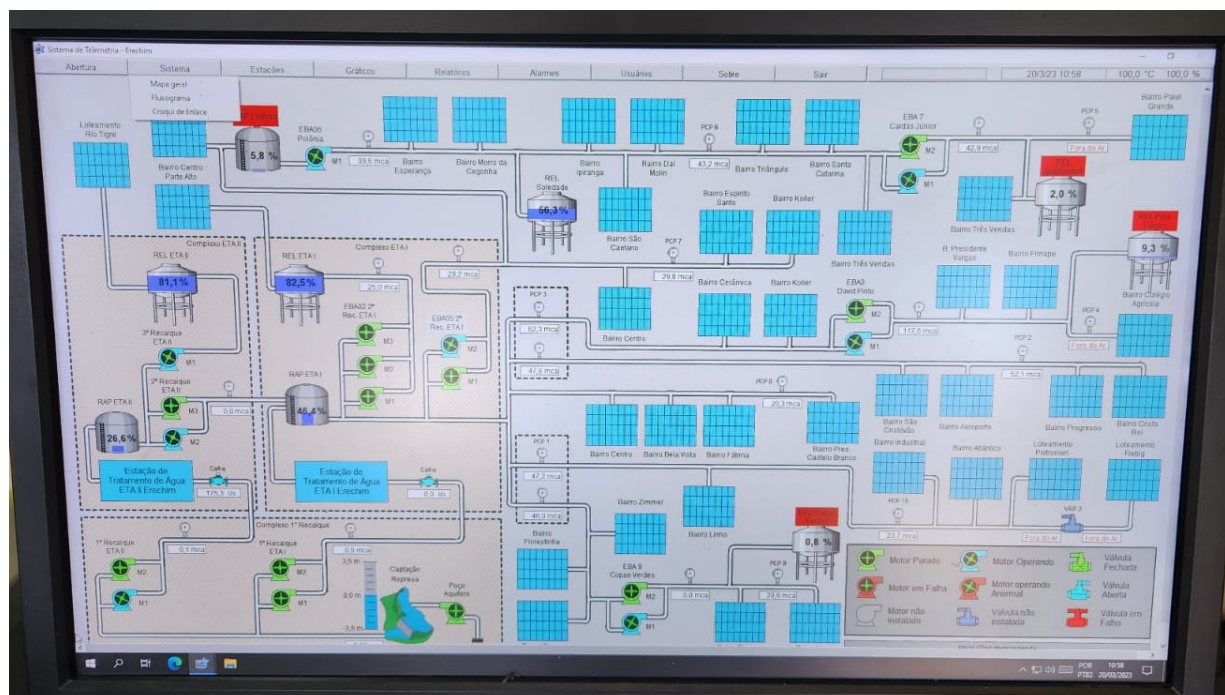 Sistema de Telemetria - Erechim
Abertura
Sistema
Estações
Gráficos
Relatórios
Alarmes
Usuários
Sobre
Sair
20/3/23 10:58
100,0 °C
100,0 %
Mapa geral
Fluxograma
Croqui de Enlace
Loteamento
Rio Tigre
Bairro Centro
Parte Alto
5,8 %
EBA06
Polônia
M1
39,6 mca
Bairro
Esperança
Bairro Morro da
Cegonha
Bairro
Ipiranga
Bairro Dal
Molin
PCP 6
43,2 mca
Bairro Triângulo
Bairro Santa
Catarina
EBA 7
Caldas Júnior
M2
M1
42,9 mca
PCP 5
Fora do Ar
Bairro Paiol
Grande
REL
2,0 %
Bairro Três Vendas
REL
Soledade
56,3%
Bairro São
Caetano
Bairro Espirito
Santo
Bairro Koller
Bairro Três Vendas
PCP 7
29,8 mca
B. Presidente
Vargas
Bairro Frinape
9,3 %
Bairro Colégio
Agrícola
PCP 4
Fora do Ar
Complexo ETA II
REL ETA II
81,1%
3º Recalque
ETA II
M1
2º Recalque
ETA II
M3
M2
0,0 mca
RAP ETA II
26,6%
Estação de
Tratamento de Água
ETA II Erechim
Calha
175,3 l/s
Complexo ETA I
REL ETA I
82,5%
25,0 mca
EBA02 2º
Rec. ETA I
M3
M2
M1
29,2 mca
EBA05 2º
Rec. ETA I
M2
M1
RAP ETA I
46,4%
Estação de
Tratamento de Água
ETA I Erechim
Calha
0,0 l/s
PCP 3
62,3 mca
47,6 mca
Bairro Centro
Bairro Cerâmica
Bairro Koller
EBA3
David Pinto
M2
M1
117,6 mca
PCP 2
62,1 mca
PCP 8
20,3 mca
Bairro Centro
Bairro Bela Vista
Bairro Fátima
Bairro Pres.
Castelo Branco
Bairro São
Cristóvão
Bairro Aeroporto
Bairro Progresso
Bairro Cristo
Rei
Bairro Industrial
Bairro Atlântico
Loteamento
Patronieri
Loteamento
Fiebig
PCP 10
23,7 mca
VRP 2
Fora do Ar
Fora do Ar
PCP 1
47,2 mca
46,0 mca
Bairro Zimmer
Bairro
Florestinha
Bairro Linho
0,8 %
EBA 9
Copas Verdes
M2
M1
0,0 mca
PCP 9
29,6 mca
Complexo 1º Recalque
1º Recalque
ETA II
M2
M1
0,1 mca
1º Recalque
ETA I
M2
M1
0,9 mca
3,5 m
0,0 m
-3,5 m
Captação
Represa
Poço
Aquífero
Motor Parado
Motor Operando
Válvula
Fechada
Motor em Falha
Motor operando
Anormal
Válvula
Aberta
Motor não
instalado
Válvula não
instalada
Válvula em
Falha
POR
PTB2
10:58
20/03/2023